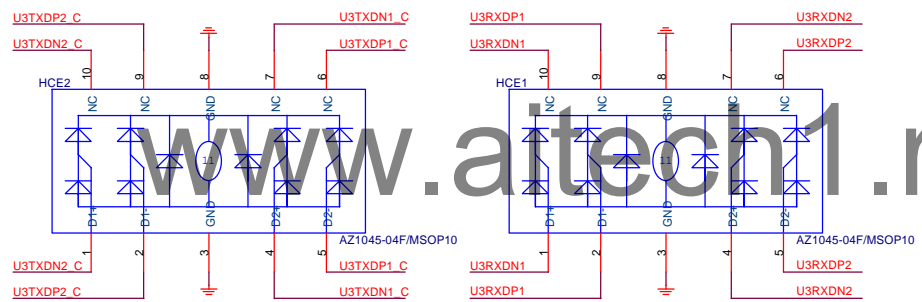 U3TXDP2_C
U3TXDN1_C
U3RXDP1
U3RXDN2
U3TXDN2_C
U3TXDP1_C
U3RXDN1
U3RXDP2
10
9
8
7
6
10
9
8
7
6
HCE2
HCE1
NC
NC
GND
NC
NC
NC
NC
GND
NC
NC
www.aitech1.r
11
11
D1+
D1-
GND
D2+
D2-
D1+
D1-
GND
D2+
D2-
AZ1045-04F/MSOP10
AZ1045-04F/MSOP10
1
2
3
4
5
1
2
3
4
5
U3TXDN2_C
U3TXDP1_C
U3RXDN1
U3RXDP2
U3TXDP2_C
U3TXDN1_C
U3RXDP1
U3RXDN2